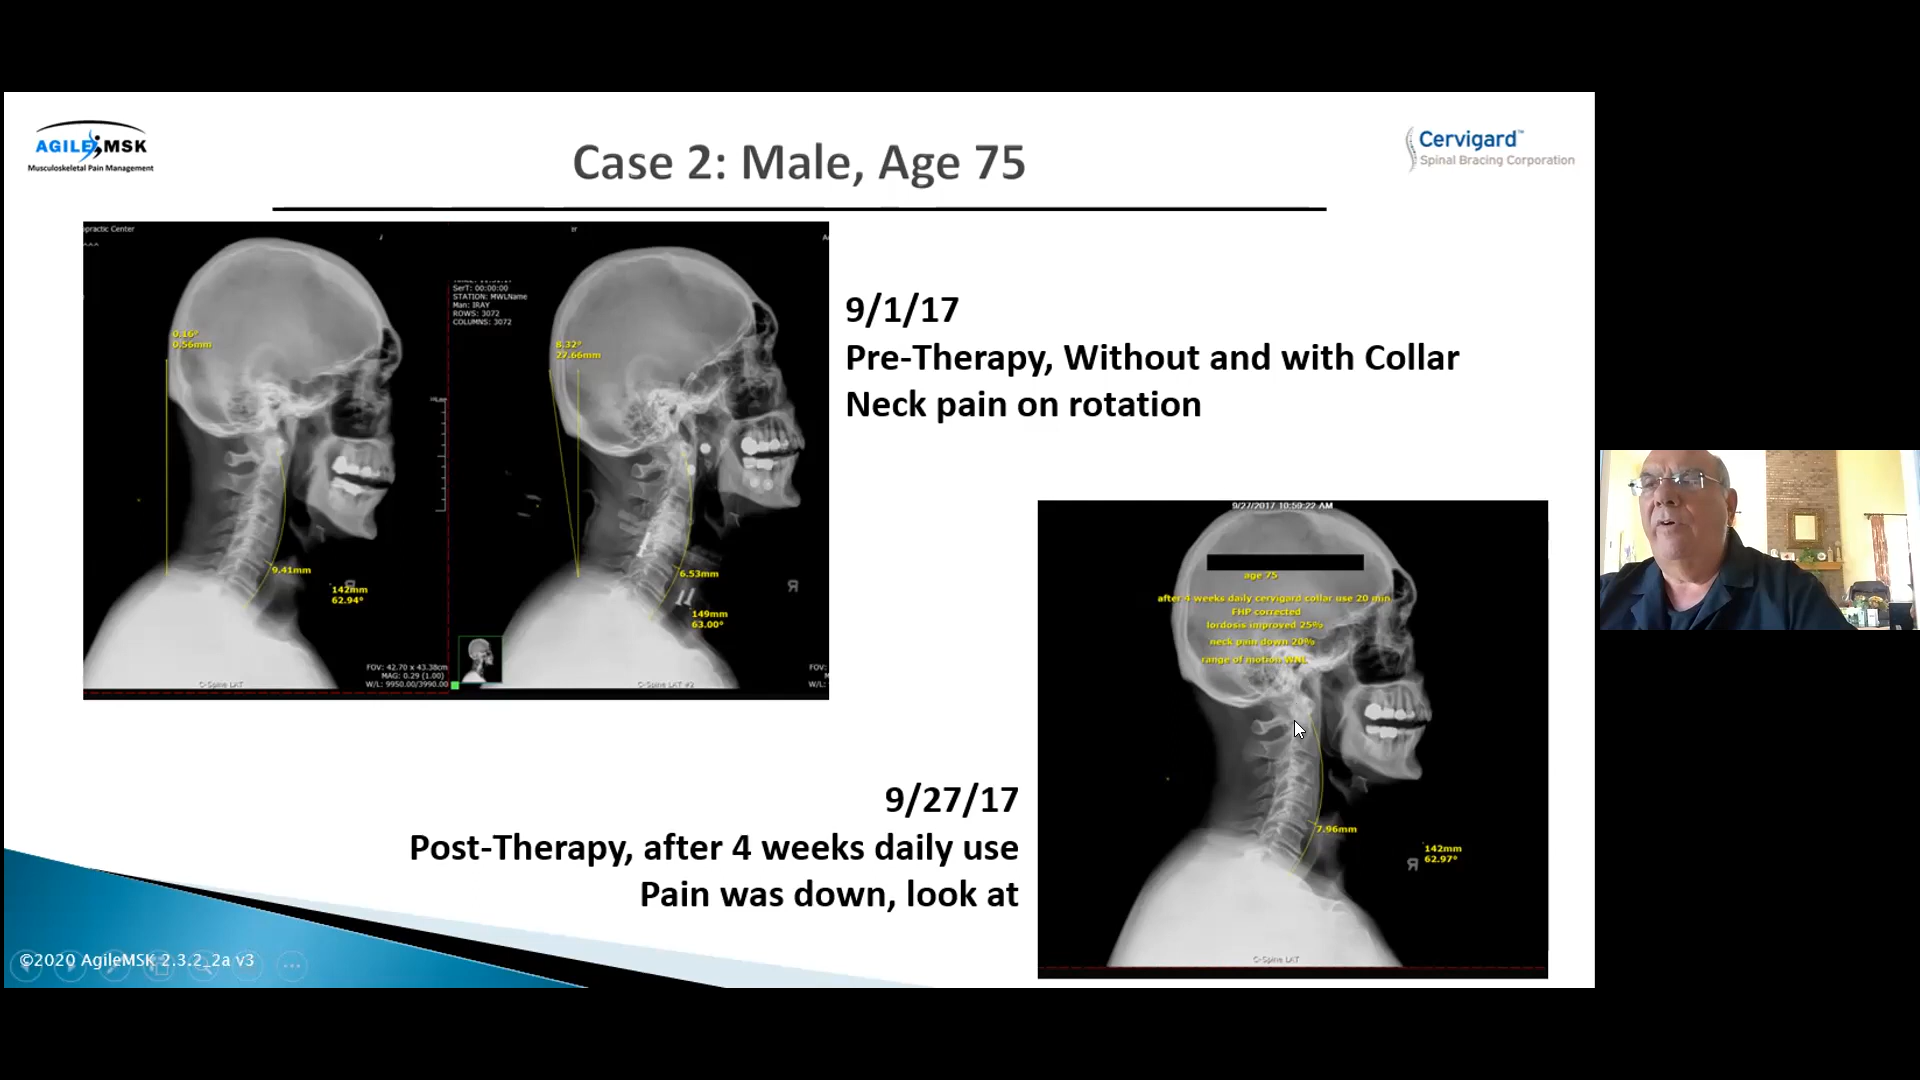 AGILE MSK
Musculoskeletal Pain Management
Case 2: Male, Age 75
Cervigard™
Spinal Bracing Corporation
opractic Center
^^^
0.16°
0.56mm
9.41mm
R
142mm
62.94°
FOV: 42.70 x 43.38cm
MAG: 0.29 (1.00)
W/L: 9950.00/3990.00
C-Spine LAT
er
SerT: 00:00:00
STATION: MWLName
Man: IRAY
ROWS: 3072
COLUMNS: 3072
8.32°
27.66mm
6.53mm
R
149mm
63.00°
FOV:
W/L:
C-Spine LAT #2
9/1/17
Pre-Therapy, Without and with Collar
Neck pain on rotation
9/27/2017 10:59:22 AM
age 75
after 4 weeks daily cervigard collar use 20 min
FHP corrected
lordosis improved 25%
neck pain down 20%
range of motion WNL
7.96mm
R
142mm
62.97°
C-Spine LAT
9/27/17
Post-Therapy, after 4 weeks daily use
Pain was down, look at
©2020 AgileMSK 2.3.2_2a v3